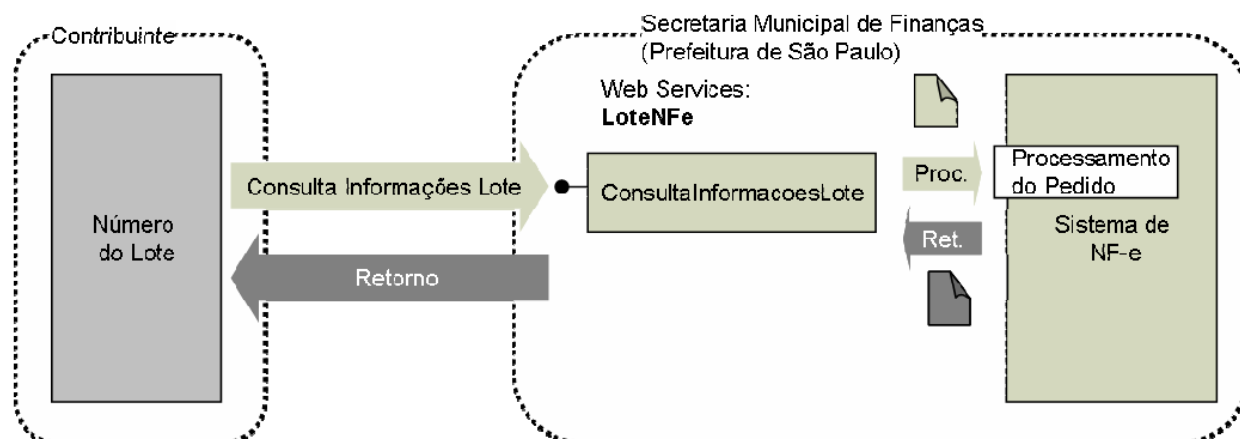 Contribuinte
Número
do Lote
Consulta Informações Lote
Retorno
Secretaria Municipal de Finanças
(Prefeitura de São Paulo)
Web Services:
LoteNFe
ConsultaInformacoesLote
Proc.
Ret.
Processamento
do Pedido
Sistema de
NF-e